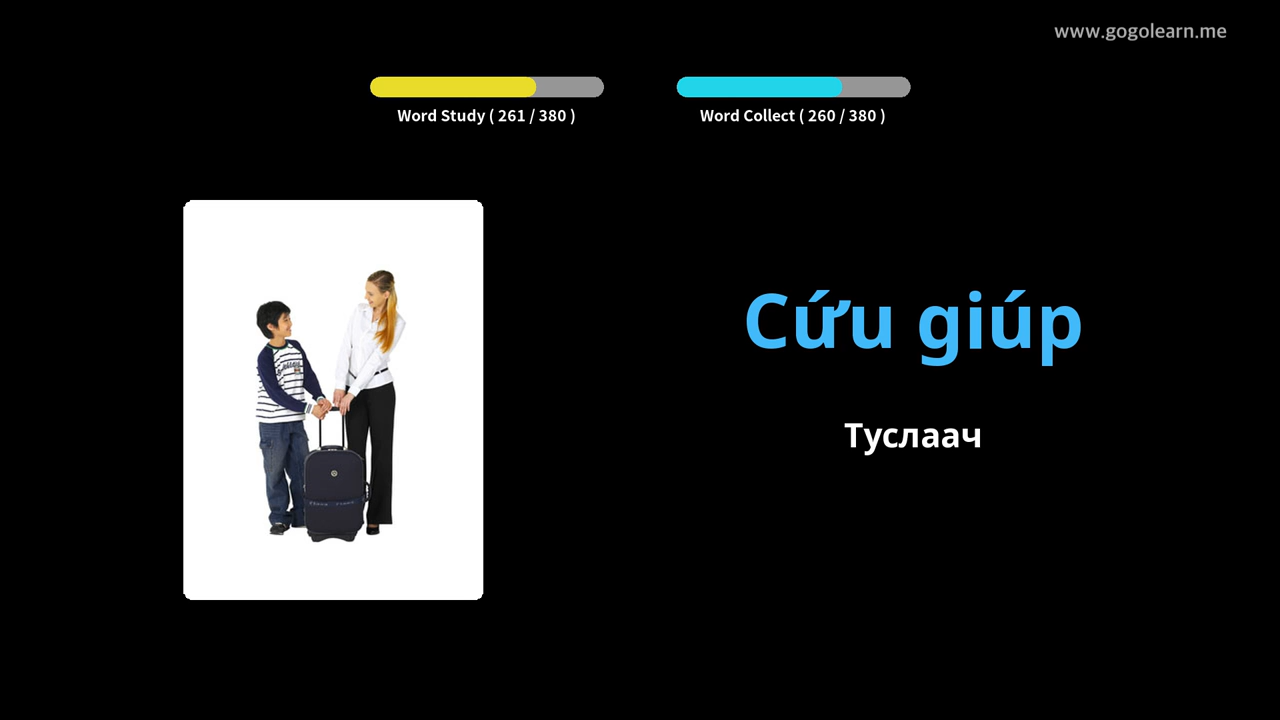 www.gogolearn.me
Word Study ( 261 / 380 )
Word Collect ( 260 / 380 )
Cứu giúp
Туслаач